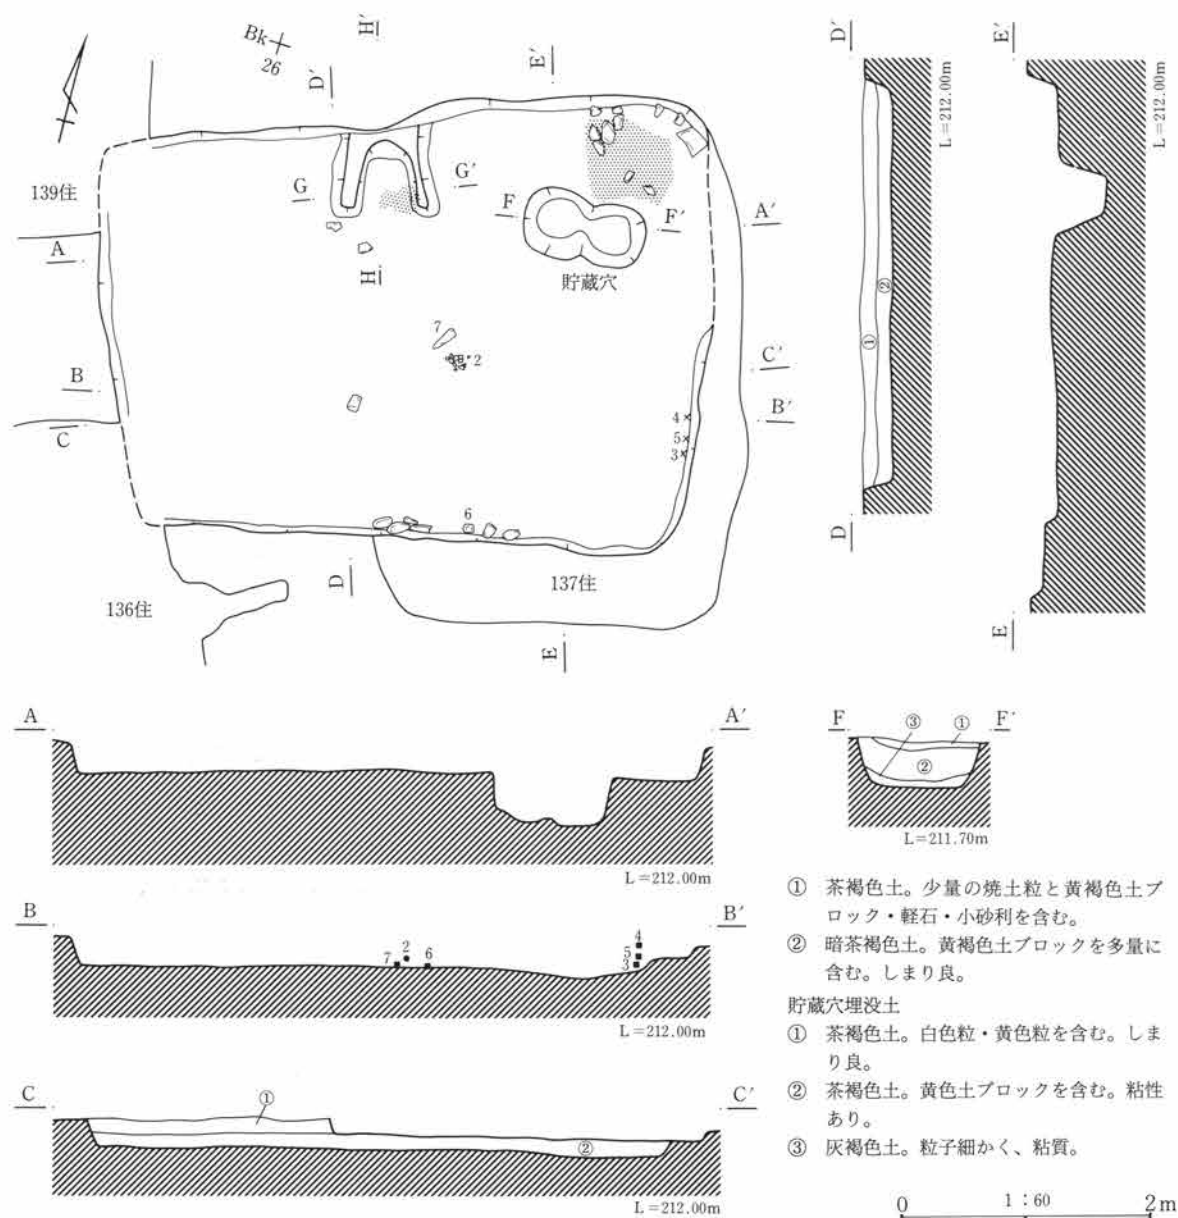 Bk
26
H′
D′
E′
139住
G
G′
F
F′
A′
A
H
貯蔵穴
7
2
B
C′
4
B′
5
C
3
6
D
137住
136住
E
D′
L=212.00m
①
②
D
E′
L=212.00m
E
A
A′
L=212.00m
B
B′
7
2
6
4
5
3
L=212.00m
C
①
C′
②
L=212.00m
F
③
①
F′
②
L=211.70m
① 茶褐色土。少量の焼土粒と黄褐色土ブ
ロック・軽石・小砂利を含む。
② 暗茶褐色土。黄褐色土ブロックを多量に
含む。しまり良。
貯蔵穴埋没土
① 茶褐色土。白色粒・黄色粒を含む。しま
り良。
② 茶褐色土。黄色土ブロックを含む。粘性
あり。
③ 灰褐色土。粒子細かく、粘質。
0 1:60 2m